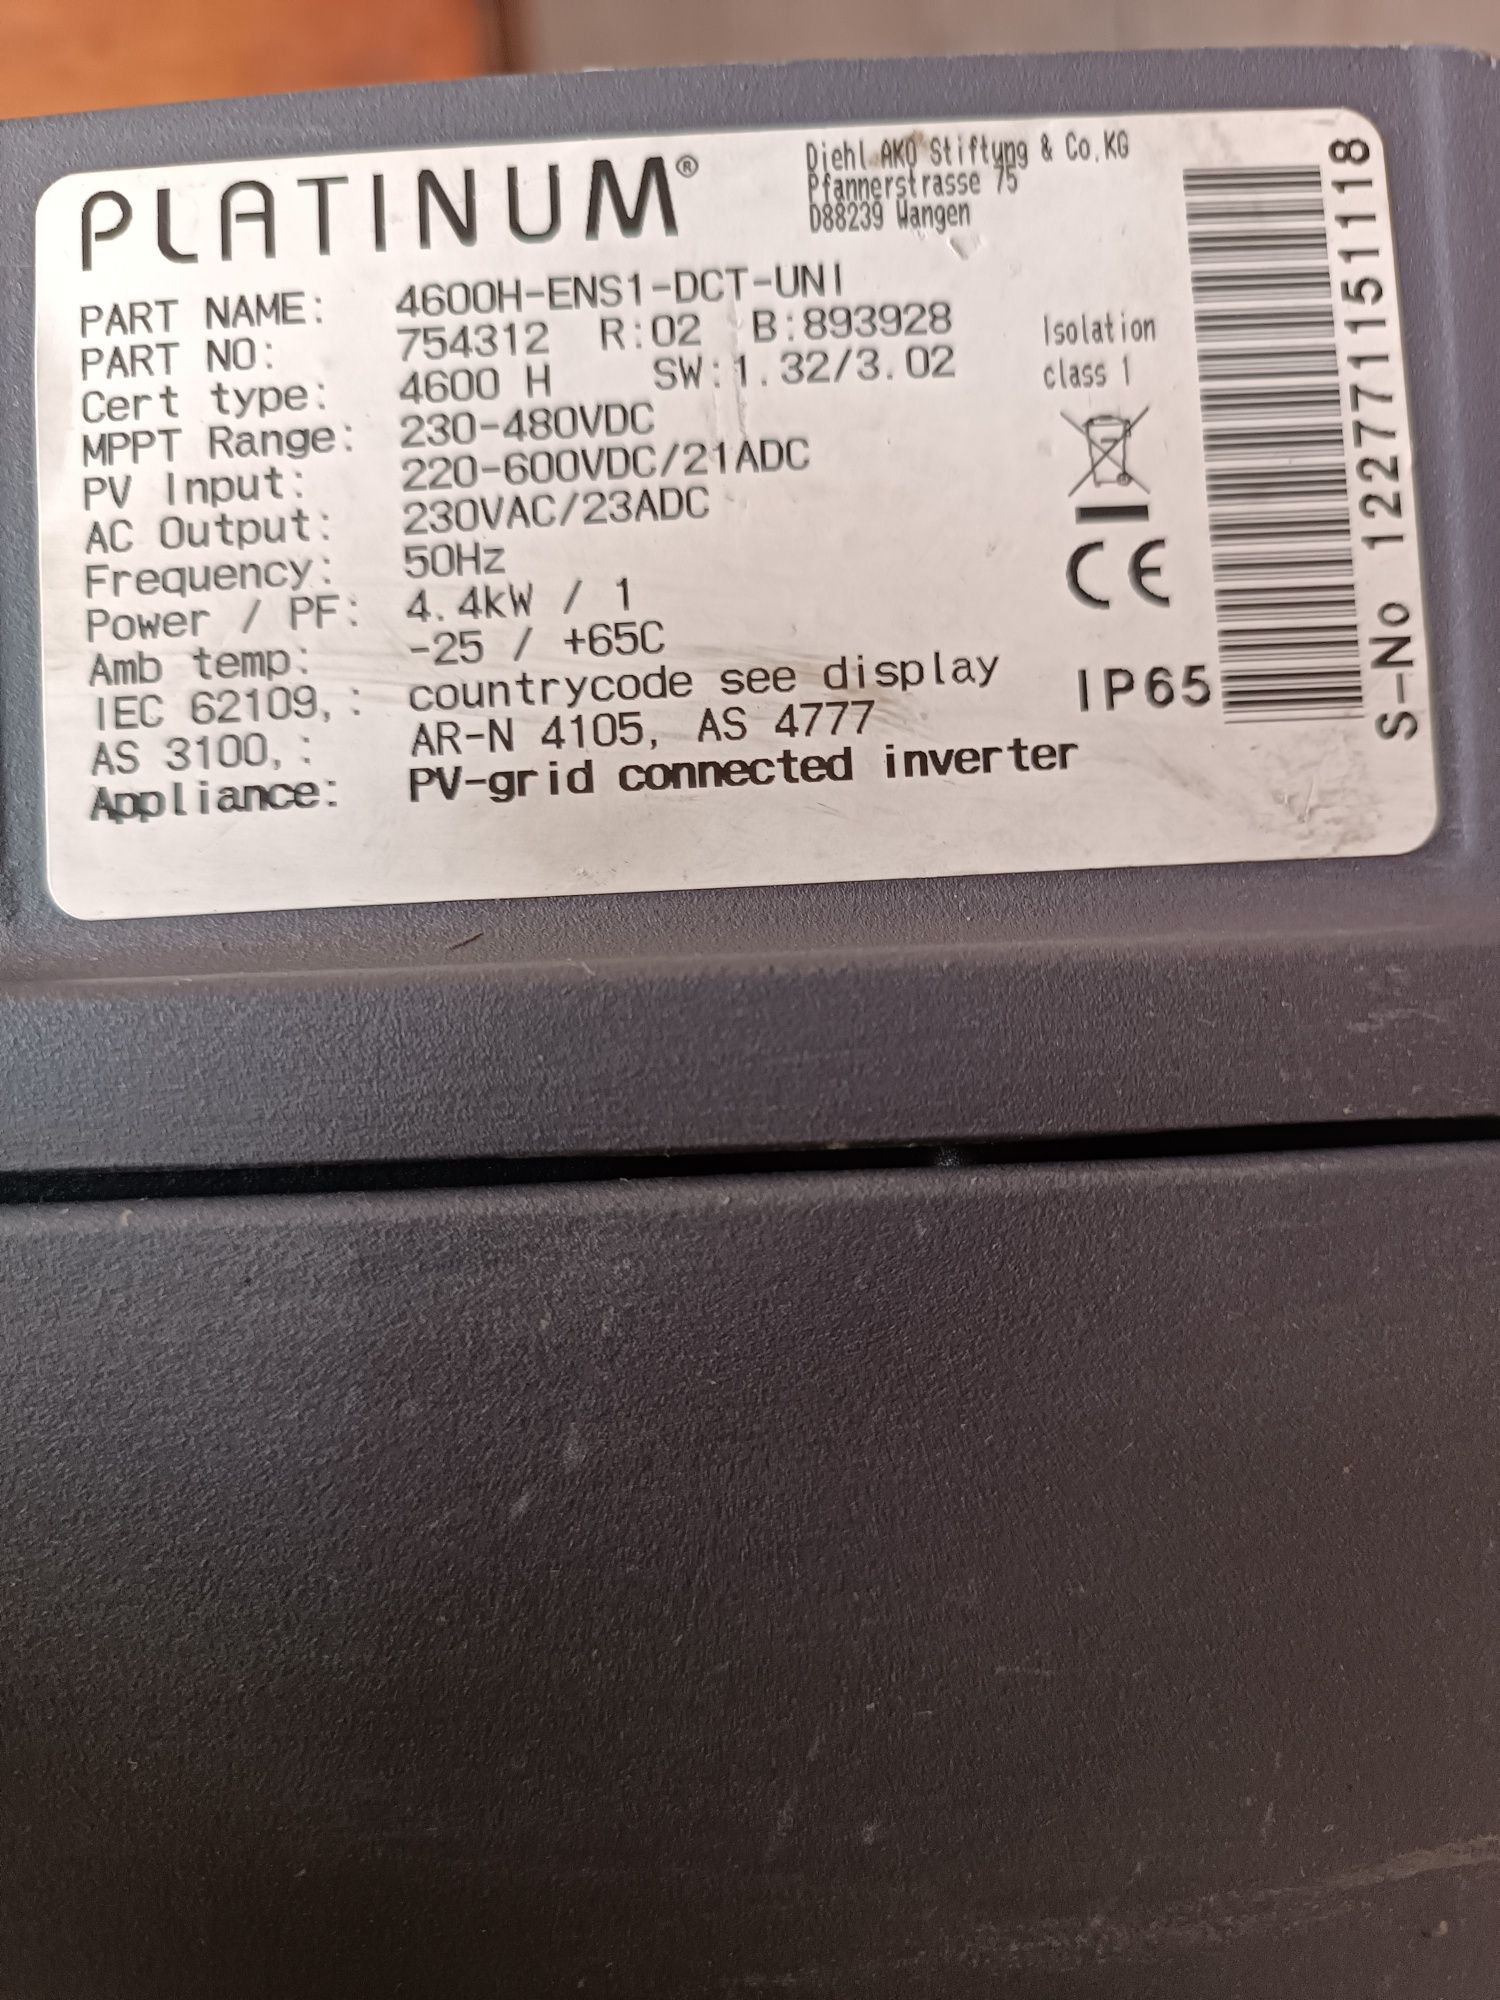 PLATINUM®
Diehl AKO Stiftung & Co.KG
Pfannerstrasse 75
D88239 Wangen
PART NAME: 4600H-ENS1-DCT-UNI
PART NO: 754312 R:02 B:893928
Cert type: 4600 H SW:1.32/3.02
MPPT Range: 230-480VDC
PV Input: 220-600VDC/21ADC
AC Output: 230VAC/23ADC
Frequency: 50Hz
Power / PF: 4.4kW / 1
Amb temp: -25 / +65C
IEC 62109,: countrycode see display
AS 3100,: AR-N 4105, AS 4777
Appliance: PV-grid connected inverter
Isolation
class 1
CE
IP65
S-No 122771151118